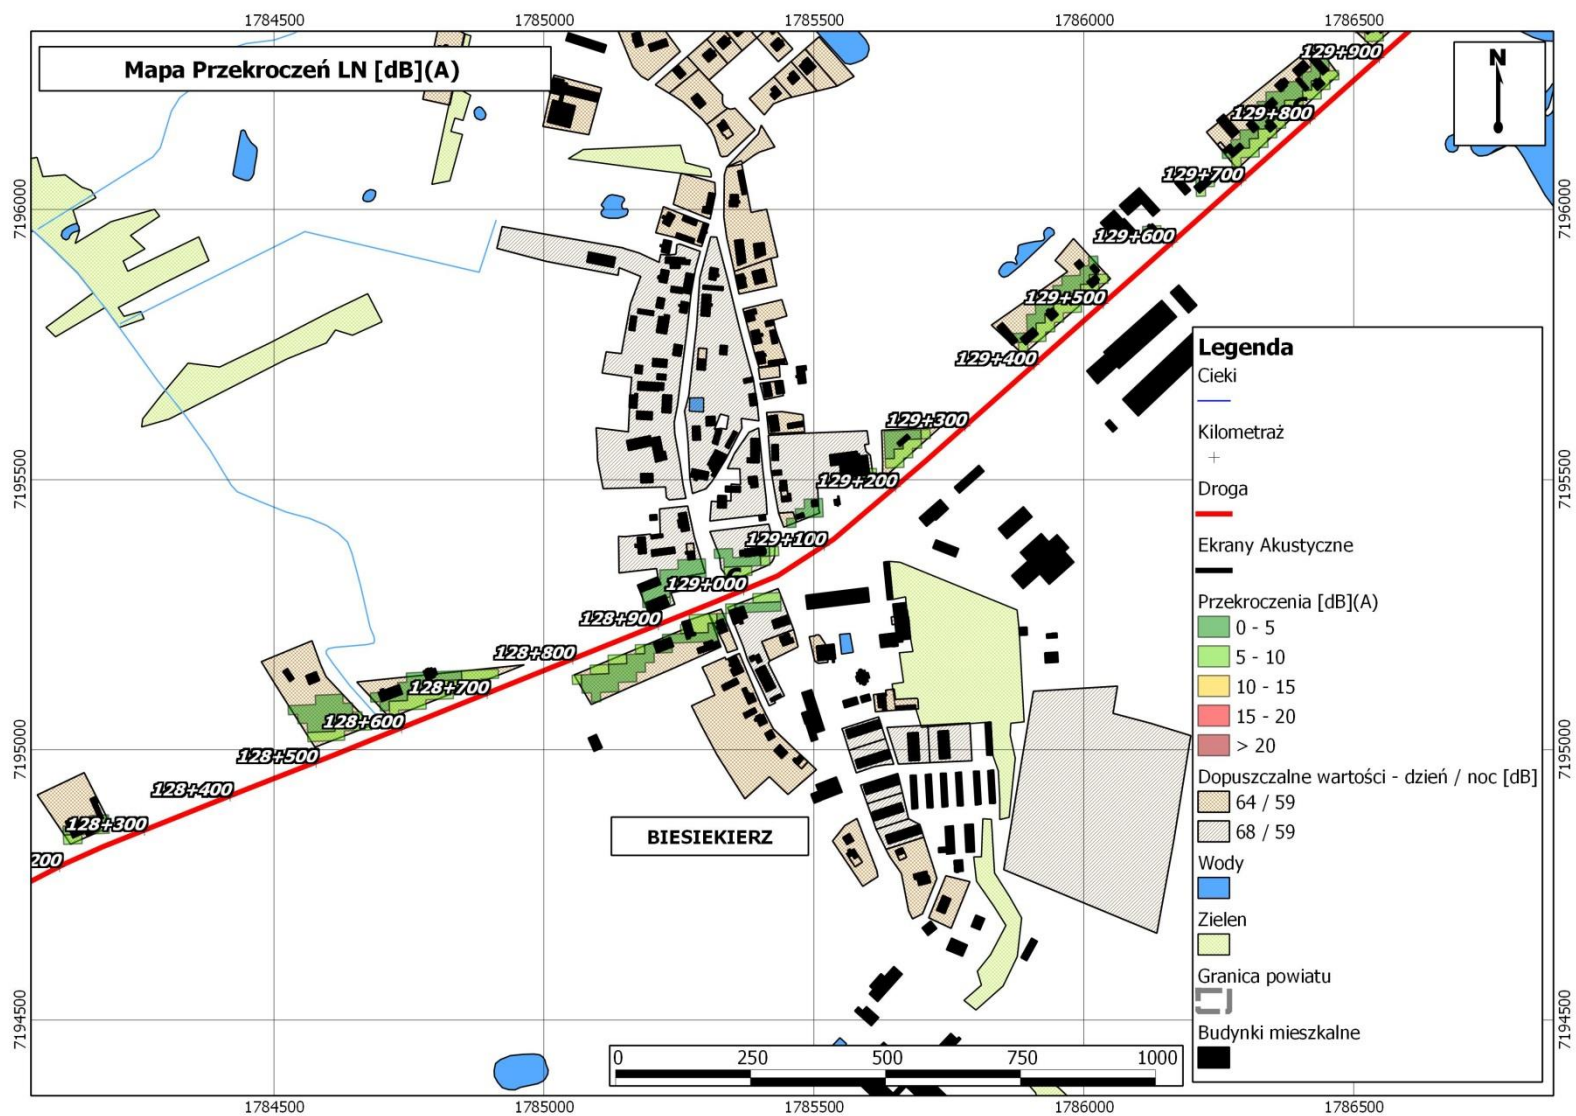 1784500 1785000 1785500 1786000 1786500
Mapa Przekroczeń LN [dB](A)
N
129+900
129+800
129+700
7196000 7196000
129+600
129+500
129+400
129+300
129+200
7195500 7195500
129+100
129+000
128+900
128+800
128+700
128+600
128+500
7195000 7195000
128+400
128+300
200
BIESIEKIERZ
Legenda
Cieki
Kilometraż
Droga
Ekrany Akustyczne
Przekroczenia [dB](A)
0 - 5
5 - 10
10 - 15
15 - 20
> 20
Dopuszczalne wartości - dzień / noc [dB]
64 / 59
68 / 59
Wody
Zielen
Granica powiatu
Budynki mieszkalne
7194500 7194500
0 250 500 750 1000
1784500 1785000 1785500 1786000 1786500